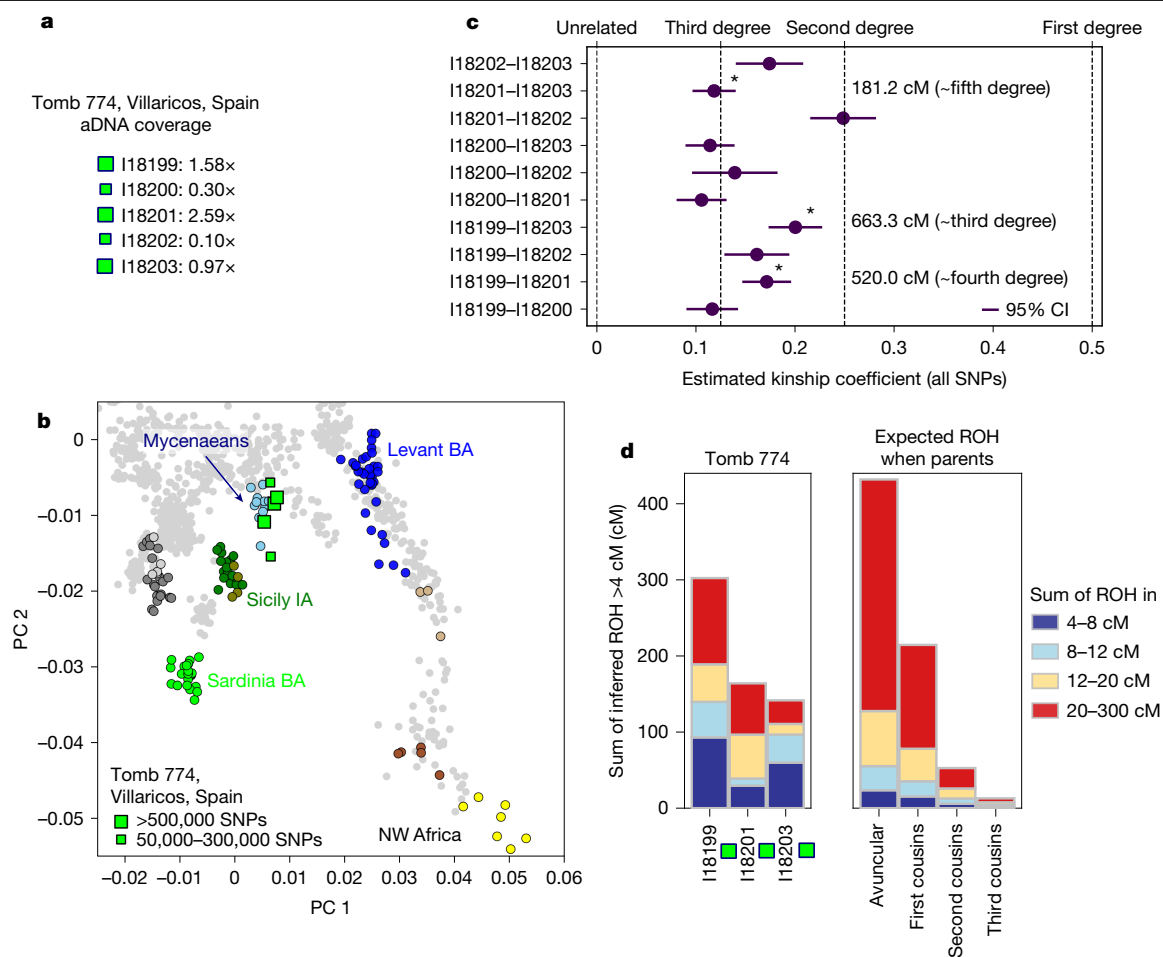 a
Tomb 774, Villaricos, Spain
aDNA coverage
I18199: 1.58×
I18200: 0.30×
I18201: 2.59×
I18202: 0.10×
I18203: 0.97×
c
Unrelated
Third degree
Second degree
First degree
I18202–I18203
I18201–I18203
I18201–I18202
I18200–I18203
I18200–I18202
I18200–I18201
I18199–I18203
I18199–I18202
I18199–I18201
I18199–I18200
*
181.2 cM (~fifth degree)
*
663.3 cM (~third degree)
*
520.0 cM (~fourth degree)
95% CI
0
0.1
0.2
0.3
0.4
0.5
Estimated kinship coefficient (all SNPs)
b
0
−0.01
−0.02
−0.03
−0.04
−0.05
PC 2
Mycenaeans
Levant BA
Sicily IA
Sardinia BA
NW Africa
Tomb 774,
Villaricos, Spain
>500,000 SNPs
50,000–300,000 SNPs
−0.02
−0.01
0
0.01
0.02
0.03
0.04
0.05
0.06
PC 1
d
Tomb 774
Expected ROH
when parents
Sum of inferred ROH >4 cM (cM)
400
300
200
100
0
I18199
I18201
I18203
Avuncular
First cousins
Second cousins
Third cousins
Sum of ROH in
4–8 cM
8–12 cM
12–20 cM
20–300 cM